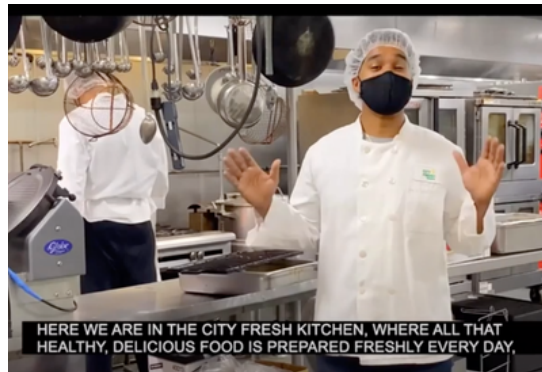 Globe
HERE WE ARE IN THE CITY FRESH KITCHEN, WHERE ALL THAT
HEALTHY, DELICIOUS FOOD IS PREPARED FRESHLY EVERY DAY,